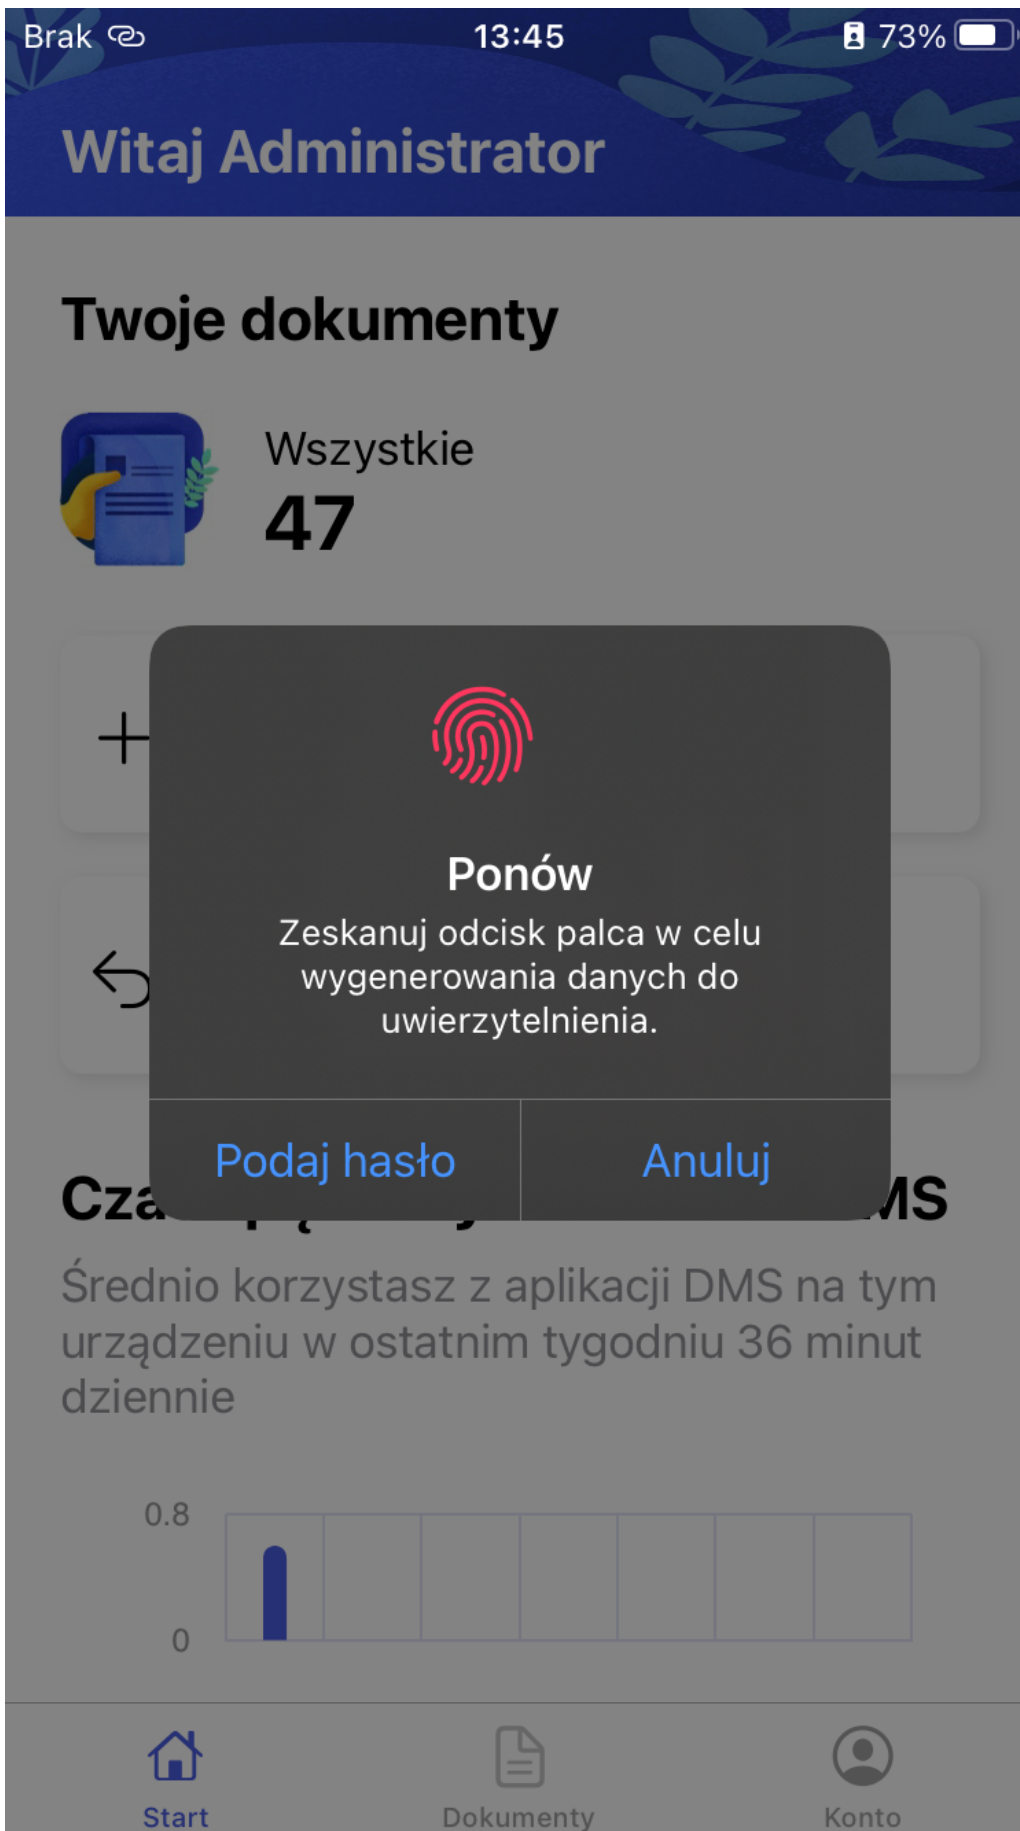 Brak
13:45
73%
Witaj Administrator
Twoje dokumenty
Wszystkie
47
Ponów
Zeskanuj odcisk palca w celu
wygenerowania danych do
uwierzytelnienia.
Podaj hasło
Anuluj
Średnio korzystasz z aplikacji DMS na tym
urządzeniu w ostatnim tygodniu 36 minut
dziennie
0.8
0
Start
Dokumenty
Konto